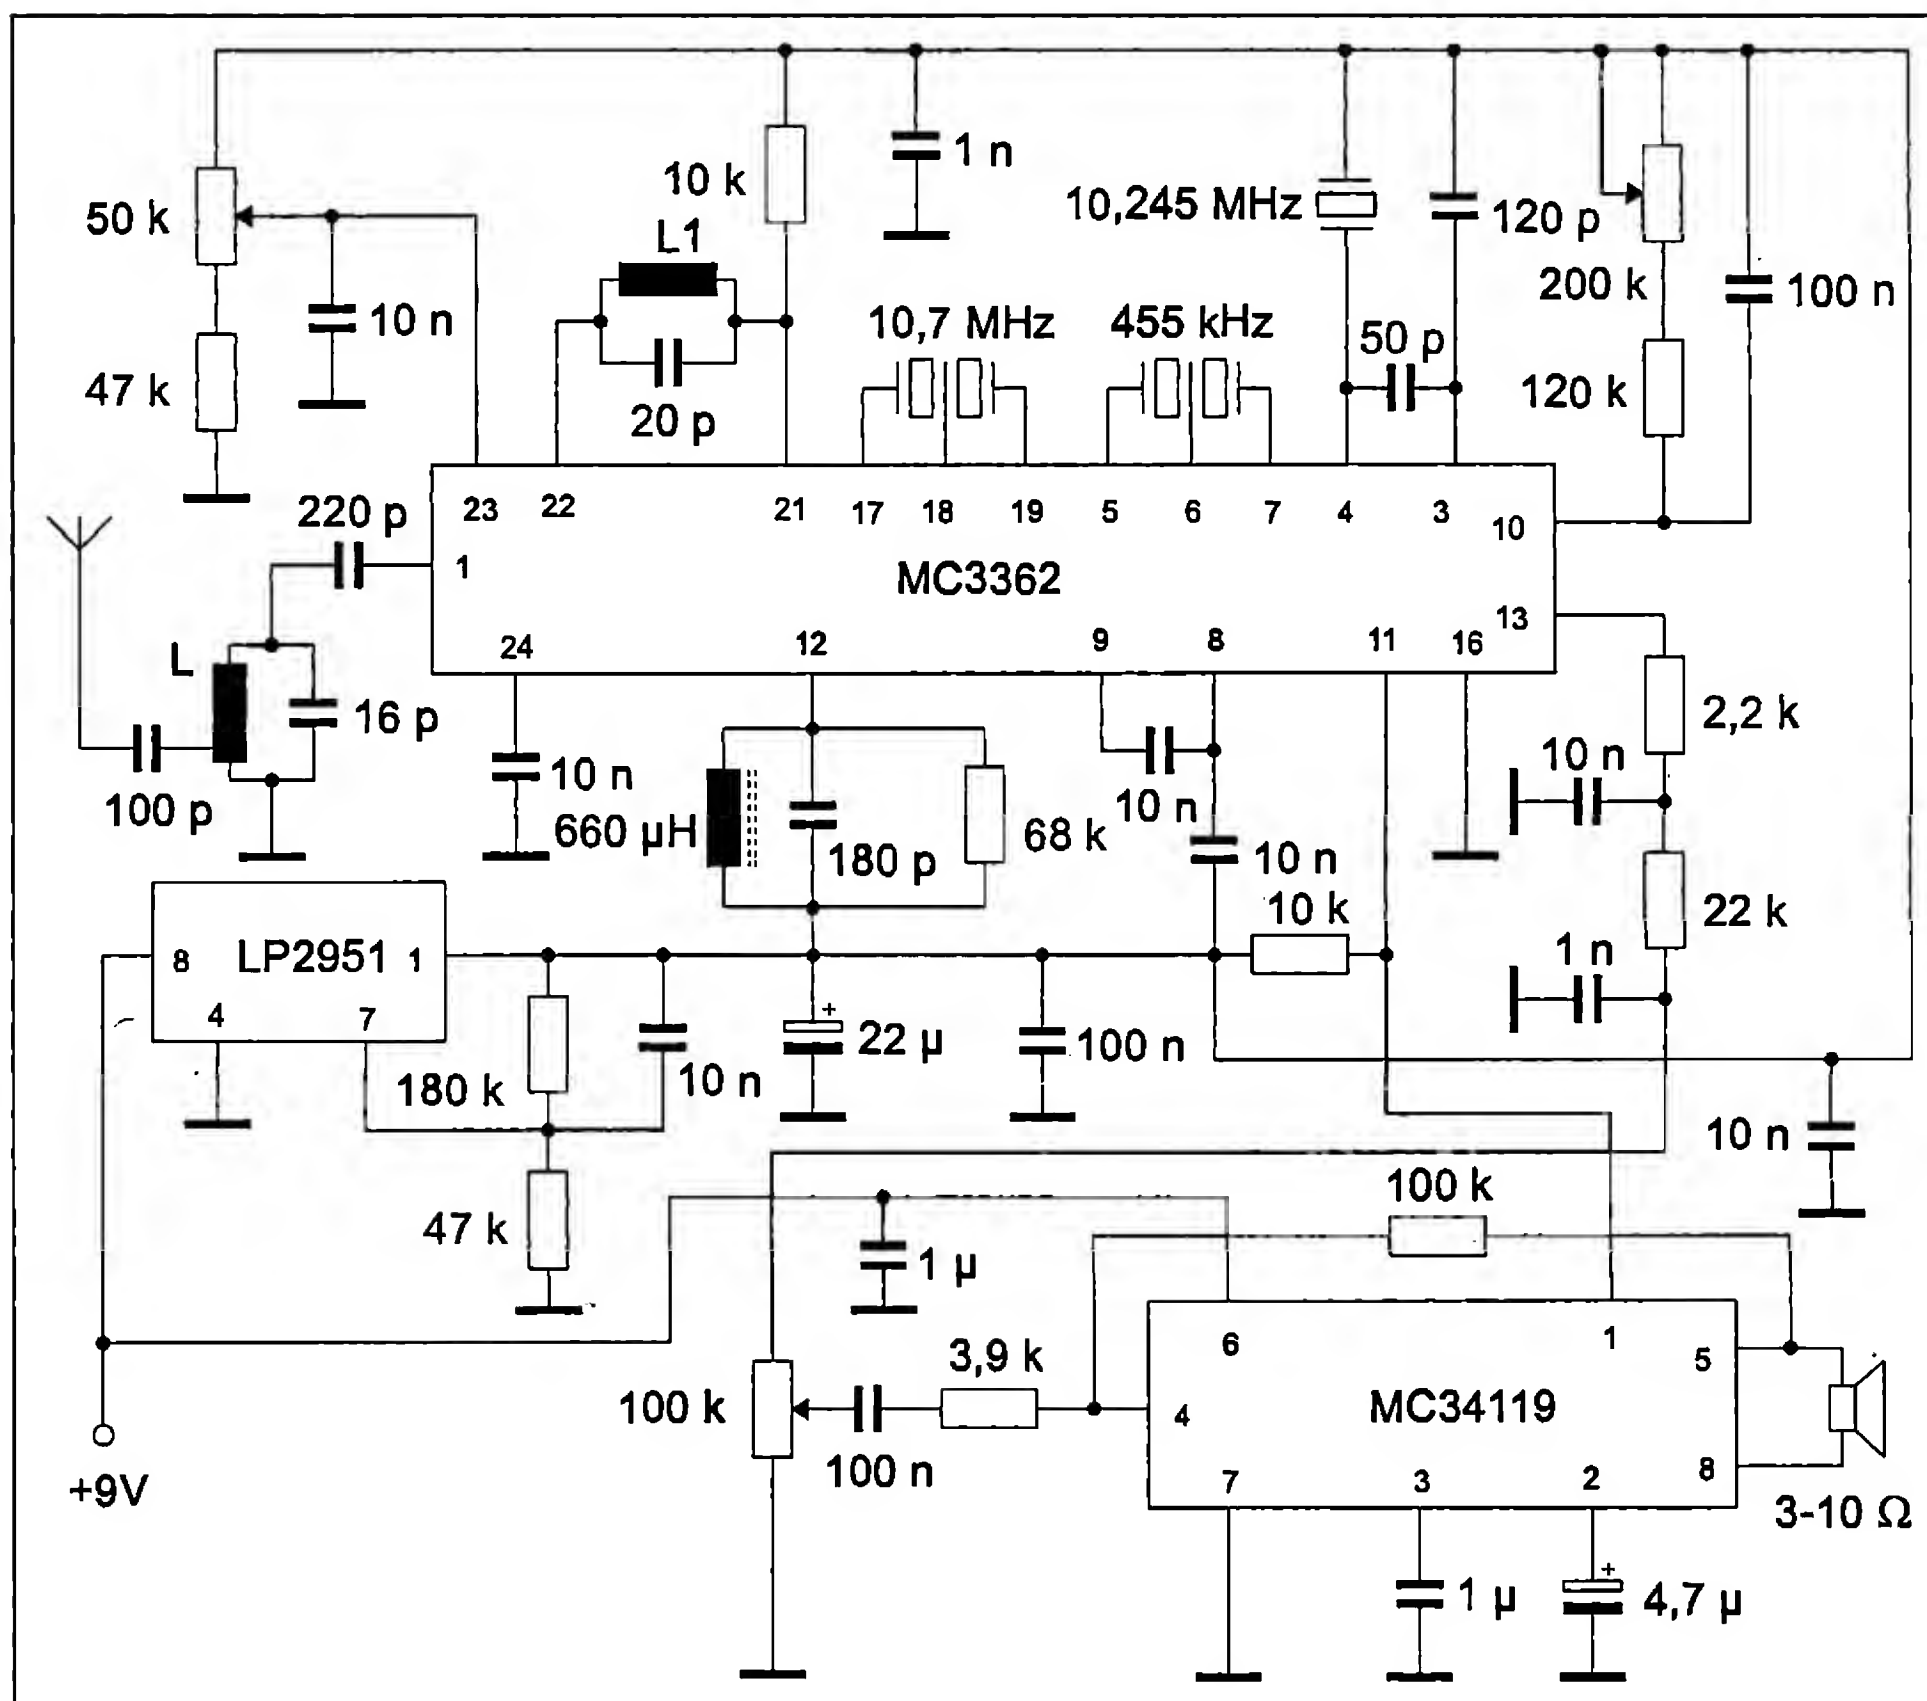 50 k
47 k
10 n
10 k
L1
20 p
1 n
10,7 MHz
455 kHz
10,245 MHz
50 p
120 p
200 k
120 k
100 n
23
22
21
17
18
19
5
6
7
4
3
10
220 p
1
MC3362
13
24
12
9
8
11
16
L
16 p
100 p
10 n
660 µH
180 p
68 k
10 n
10 n
10 k
2,2 k
10 n
22 k
1 n
8
LP2951
1
4
7
180 k
10 n
+
22 µ
100 n
10 n
47 k
1 µ
100 k
+9V
100 k
100 n
3,9 k
6
1
5
4
MC34119
7
3
2
8
3-10 Ω
1 µ
+
4,7 µ